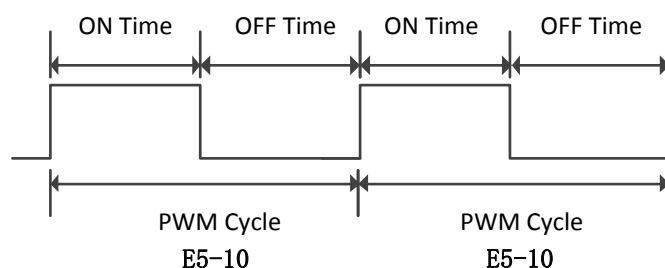 ON Time OFF Time ON Time OFF Time
PWM Cycle PWM Cycle
E5-10 E5-10